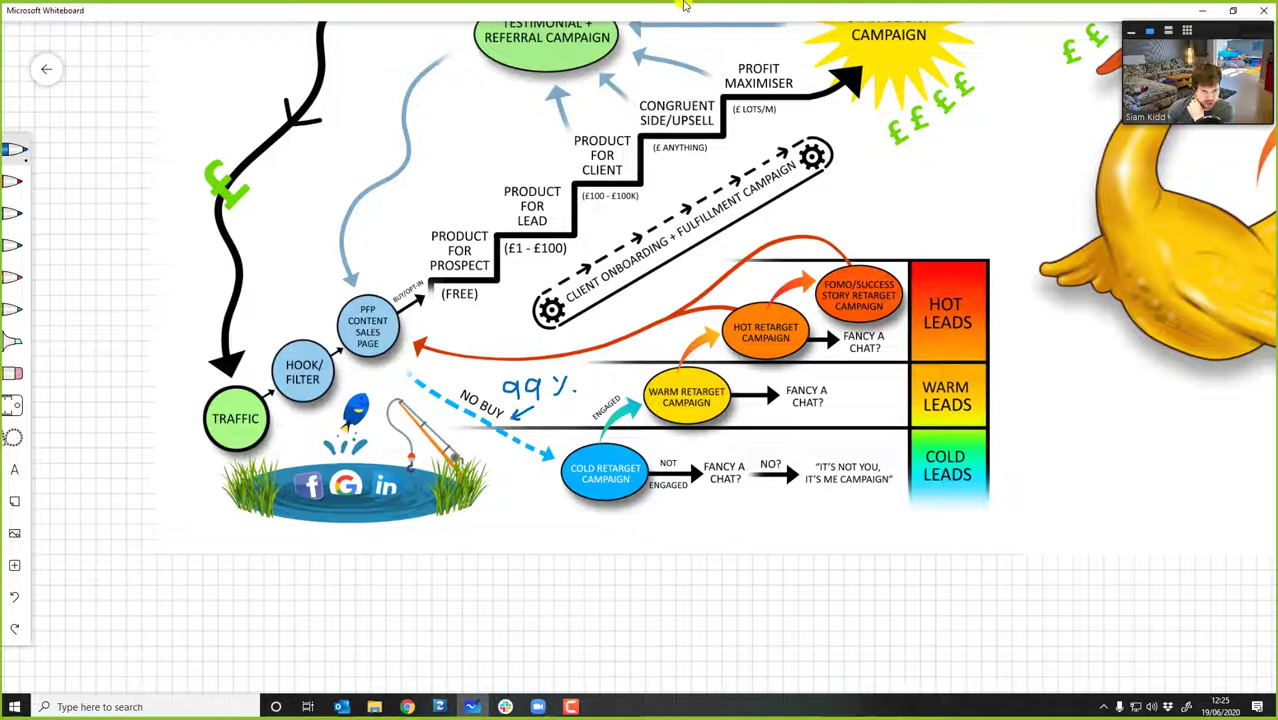 Microsoft Whiteboard
TESTIMONIAL +
REFERRAL CAMPAIGN
CAMPAIGN
££
££££
Siam Kidd
PROFIT
MAXIMISER
(£ LOTS/M)
CONGRUENT
SIDE/UPSELL
(£ ANYTHING)
PRODUCT
FOR
CLIENT
(£100 - £100K)
PRODUCT
FOR
LEAD
(£1 - £100)
PRODUCT
FOR
PROSPECT
(FREE)
£
CLIENT ONBOARDING + FULFILLMENT CAMPAIGN
BUY/OPT-IN
PFP
CONTENT
SALES
PAGE
HOOK/
FILTER
TRAFFIC
f G in
NO BUY
99%
FOMO/SUCCESS
STORY RETARGET
CAMPAIGN
HOT RETARGET
CAMPAIGN
FANCY A
CHAT?
HOT
LEADS
ENGAGED
WARM RETARGET
CAMPAIGN
FANCY A
CHAT?
WARM
LEADS
COLD RETARGET
CAMPAIGN
NOT
ENGAGED
FANCY A
CHAT?
NO?
"IT'S NOT YOU,
IT'S ME CAMPAIGN"
COLD
LEADS
A
Type here to search
12:25
19/06/2020